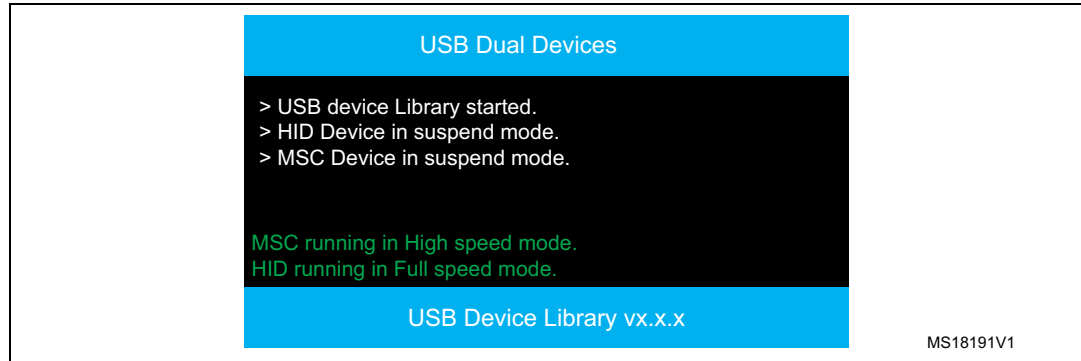 USB Dual Devices
> USB device Library started.
> HID Device in suspend mode.
> MSC Device in suspend mode.
MSC running in High speed mode.
HID running in Full speed mode.
USB Device Library vx.x.x
MS18191V1